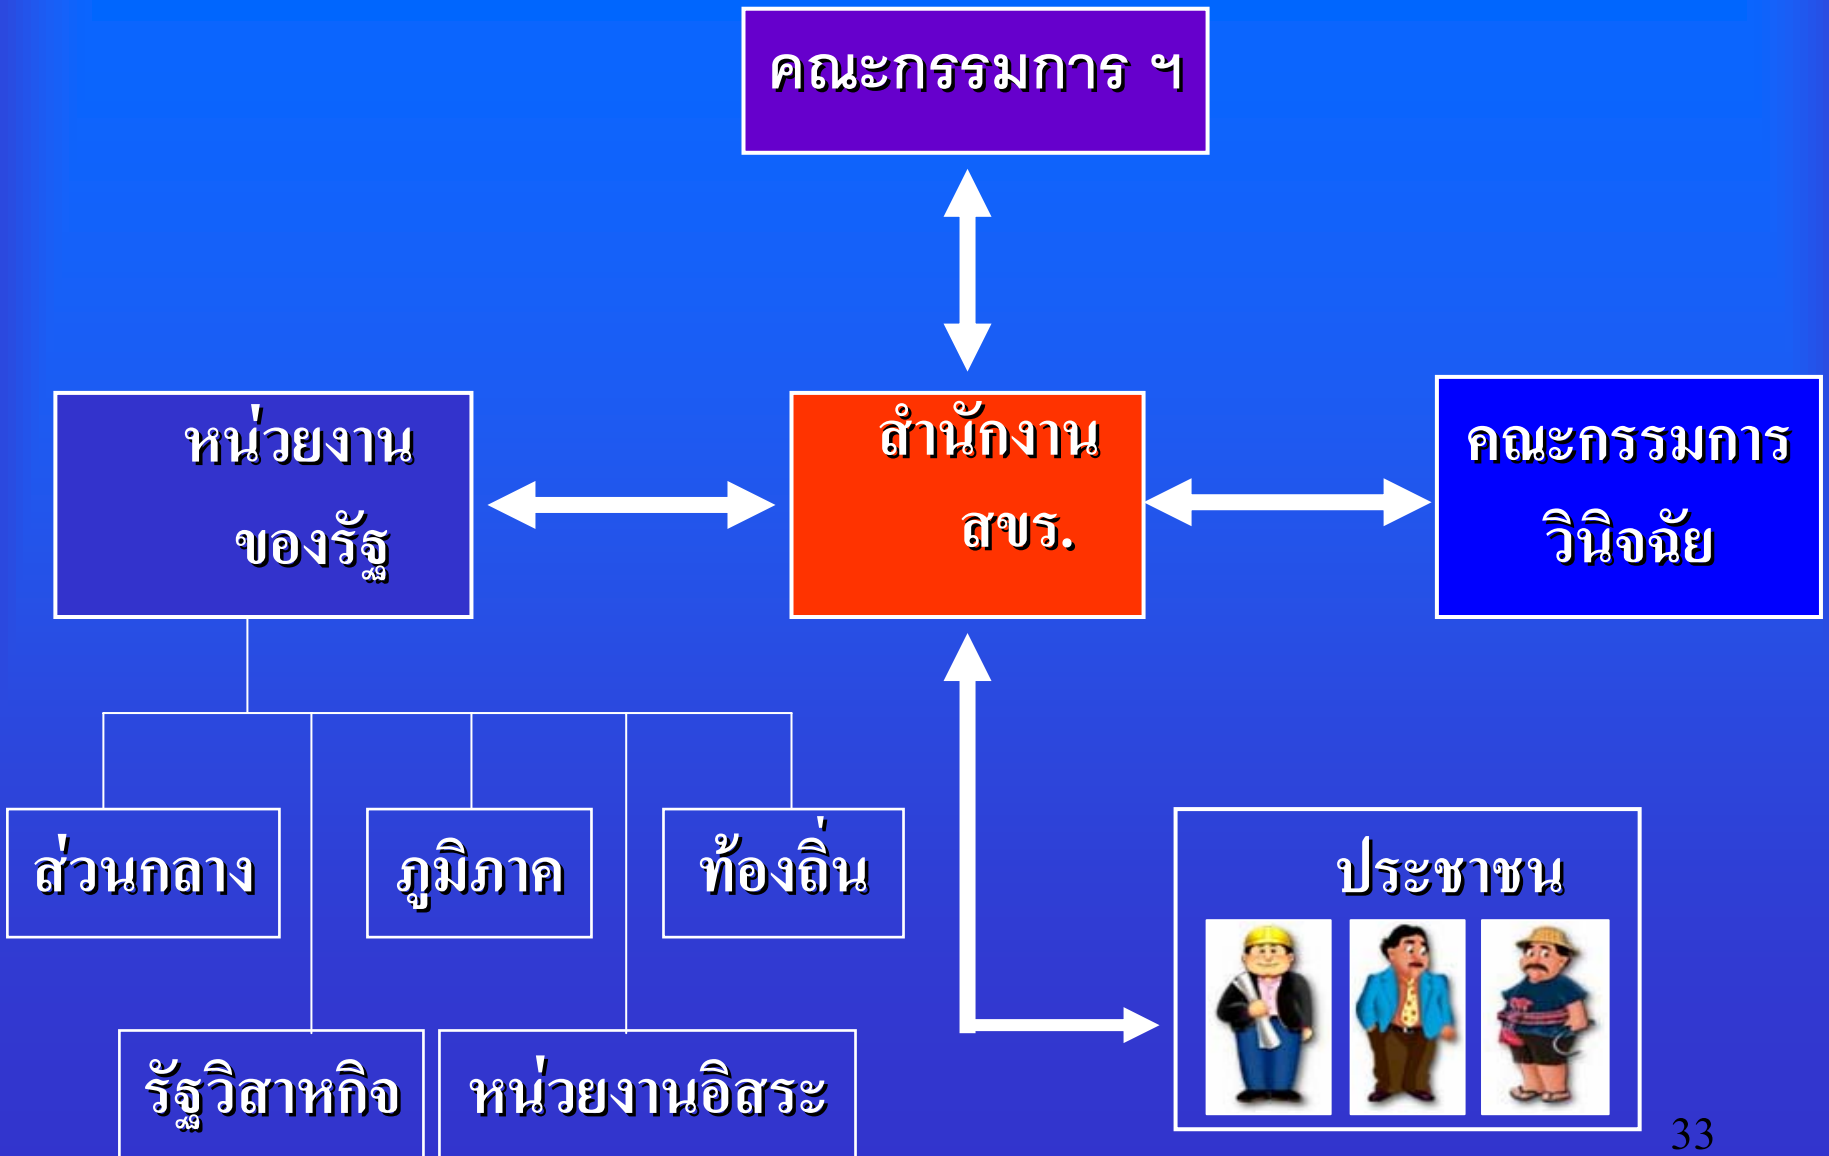 คณะกรรมการ ฯ
หน่วยงาน
ของรัฐ
สำนักงาน
สขร.
คณะกรรมการ
วินิจฉัย
ส่วนกลาง
ภูมิภาค
ท้องถิ่น
ประชาชน
รัฐวิสาหกิจ
หน่วยงานอิสระ
33